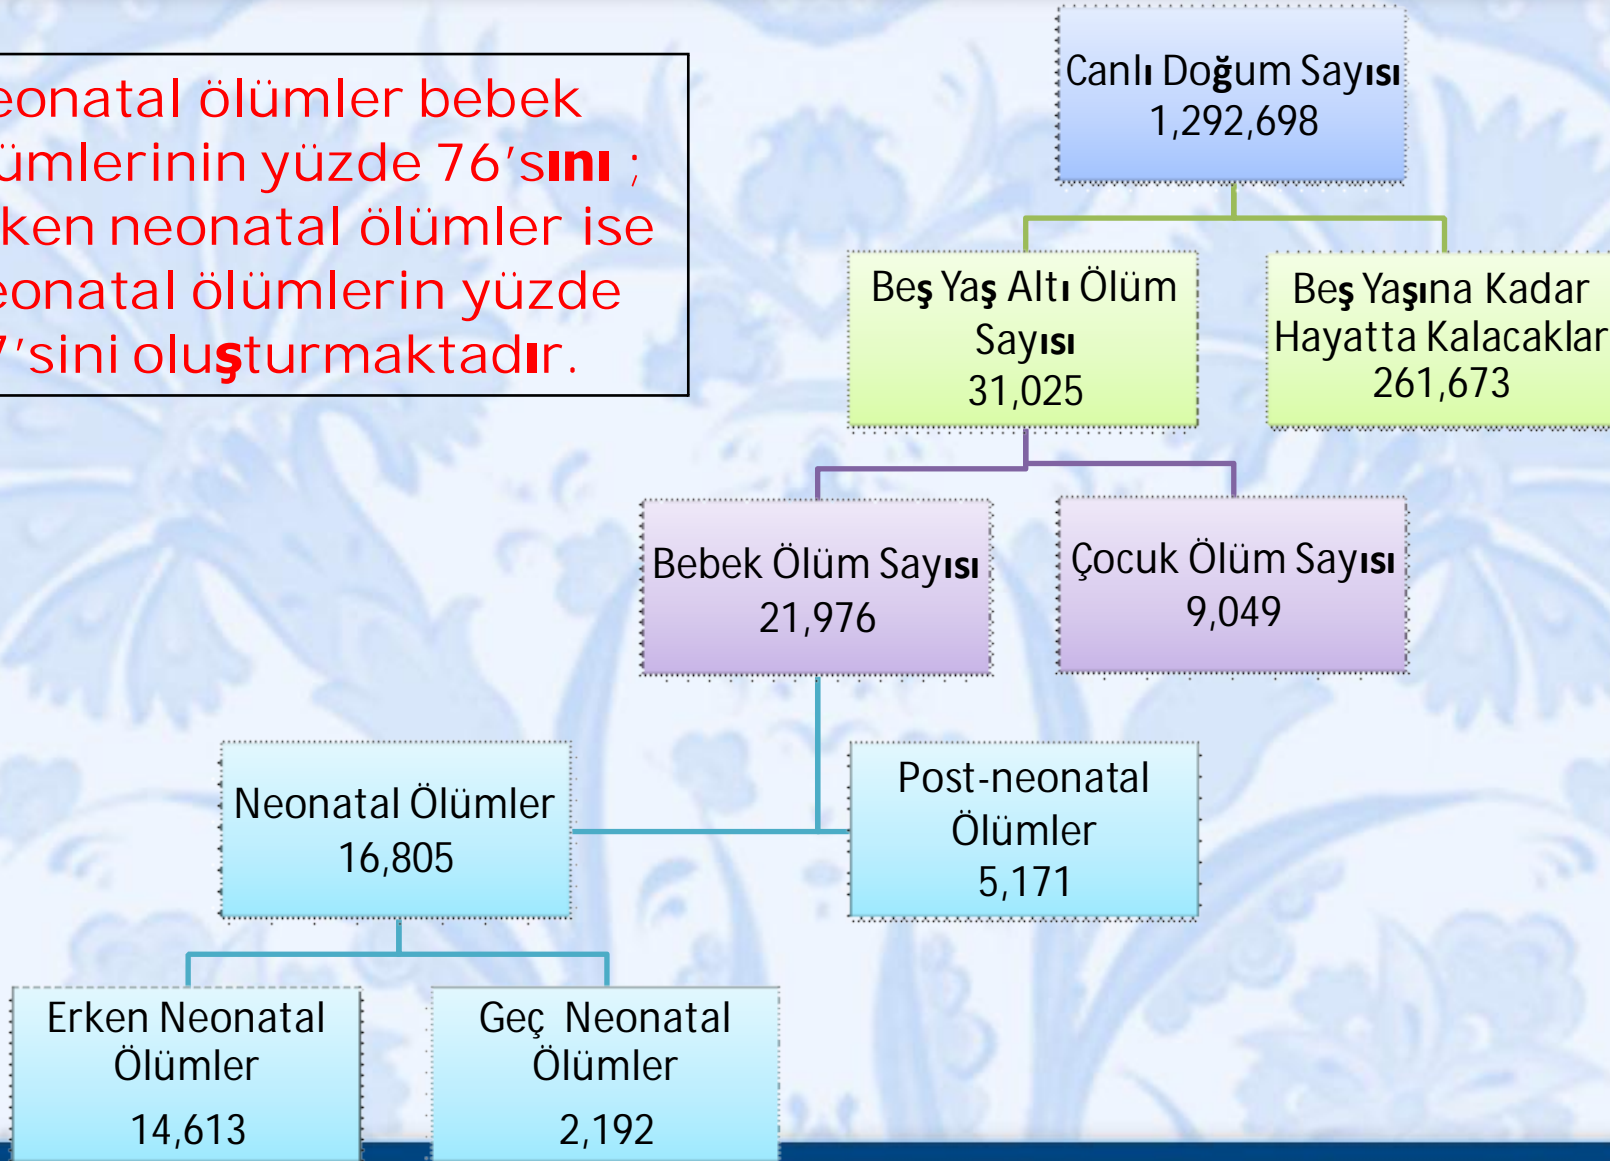 eonatal ölümler bebek
ümlerinin yüzde 76'sını ;
ken neonatal ölümler ise
eonatal ölümlerin yüzde
7'sini oluşturmaktadır.
Canlı Doğum Sayısı
1,292,698
Beş Yaş Altı Ölüm
Sayısı
31,025
Beş Yaşına Kadar
Hayatta Kalacaklar
261,673
Bebek Ölüm Sayısı
21,976
Çocuk Ölüm Sayısı
9,049
Neonatal Ölümler
16,805
Post-neonatal
Ölümler
5,171
Erken Neonatal
Ölümler
14,613
Geç Neonatal
Ölümler
2,192